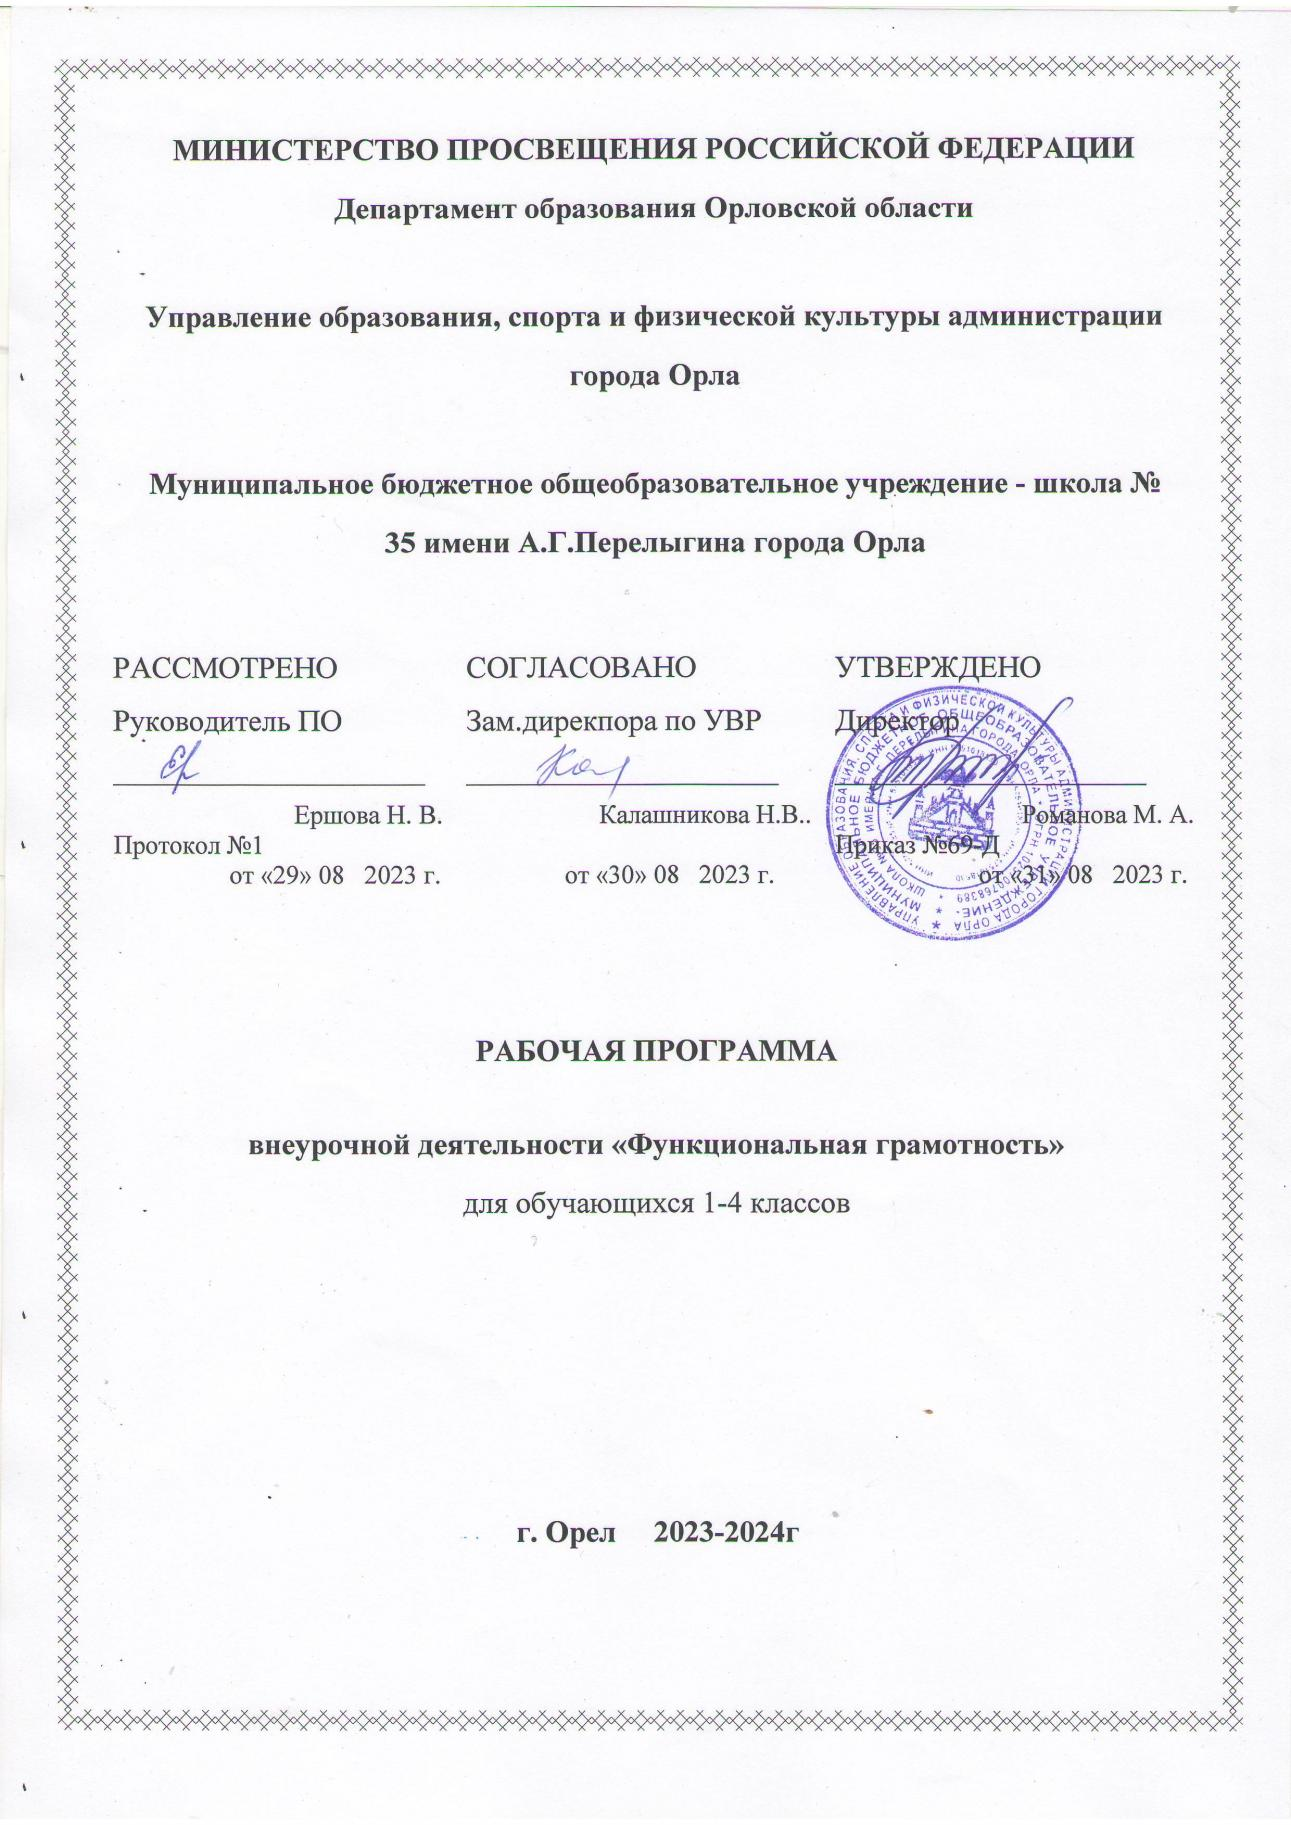 МИНИСТЕРСТВО ПРОСВЕЩЕНИЯ РОССИЙСКОЙ ФЕДЕРАЦИИ
Департамент образования Орловской области
Управление образования, спорта и физической культуры администрации
города Орла
Муниципальное бюджетное общеобразовательное учреждение - школа №
35 имени А.Г.Перелыгина города Орла
РАССМОТРЕНО
Руководитель ПО
Ершова Н. В.
Протокол №1
от «29» 08 2023 г.
СОГЛАСОВАНО
Зам.дирекпора по УВР
Калашникова Н.В..
от «30» 08 2023 г.
УТВЕРЖДЕНО
Директор
Романова М. А.
Приказ №69-Д
от «31» 08 2023 г.
РАБОЧАЯ ПРОГРАММА
внеурочной деятельности «Функциональная грамотность»
для обучающихся 1-4 классов
г. Орел 2023-2024г